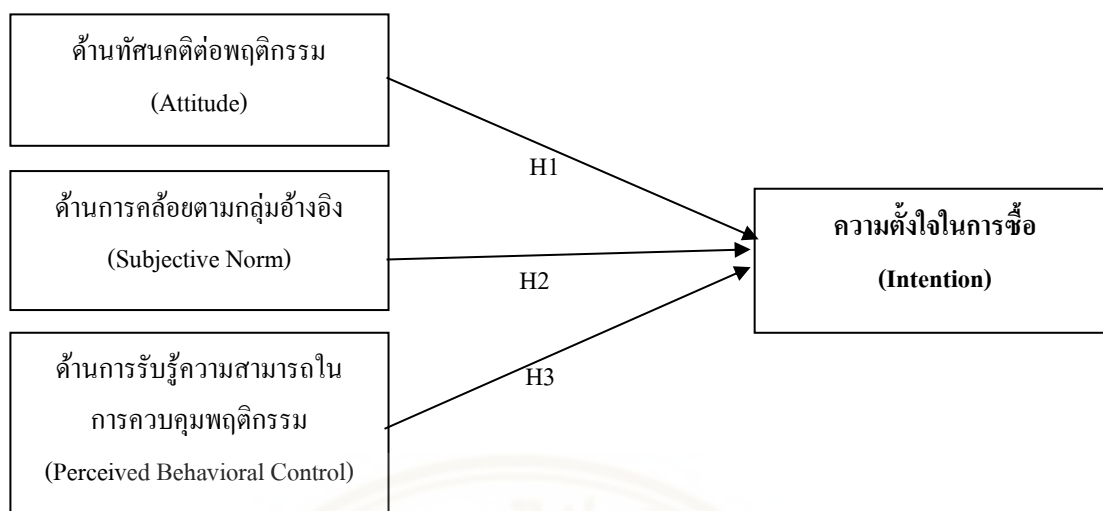 ด้านทัศนคติต่อพฤติกรรม
(Attitude)
H1
ด้านการคล้อยตามกลุ่มอ้างอิง
(Subjective Norm)
H2
ความตั้งใจในการซื้อ
(Intention)
ด้านการรับรู้ความสามารถใน
การควบคุมพฤติกรรม
(Perceived Behavioral Control)
H3